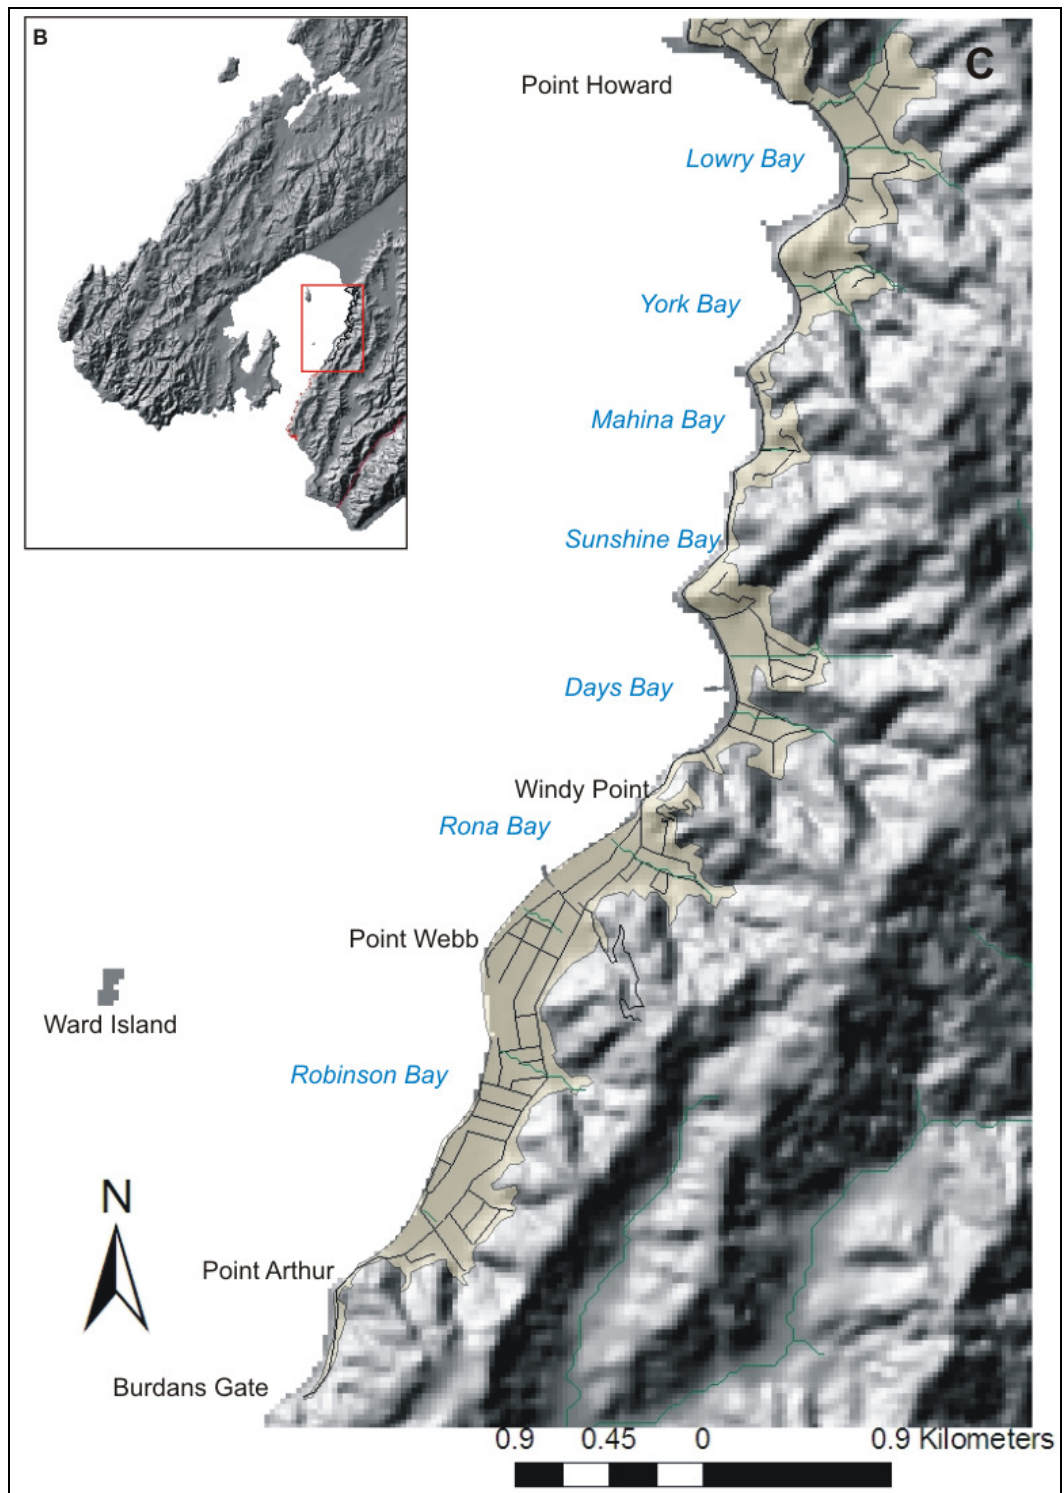 B
C
Point Howard
Lowry Bay
York Bay
Mahina Bay
Sunshine Bay
Days Bay
Windy Point
Rona Bay
Point Webb
Ward Island
Robinson Bay
N
Point Arthur
Burdans Gate
0.9 0.45 0 0.9 Kilometers